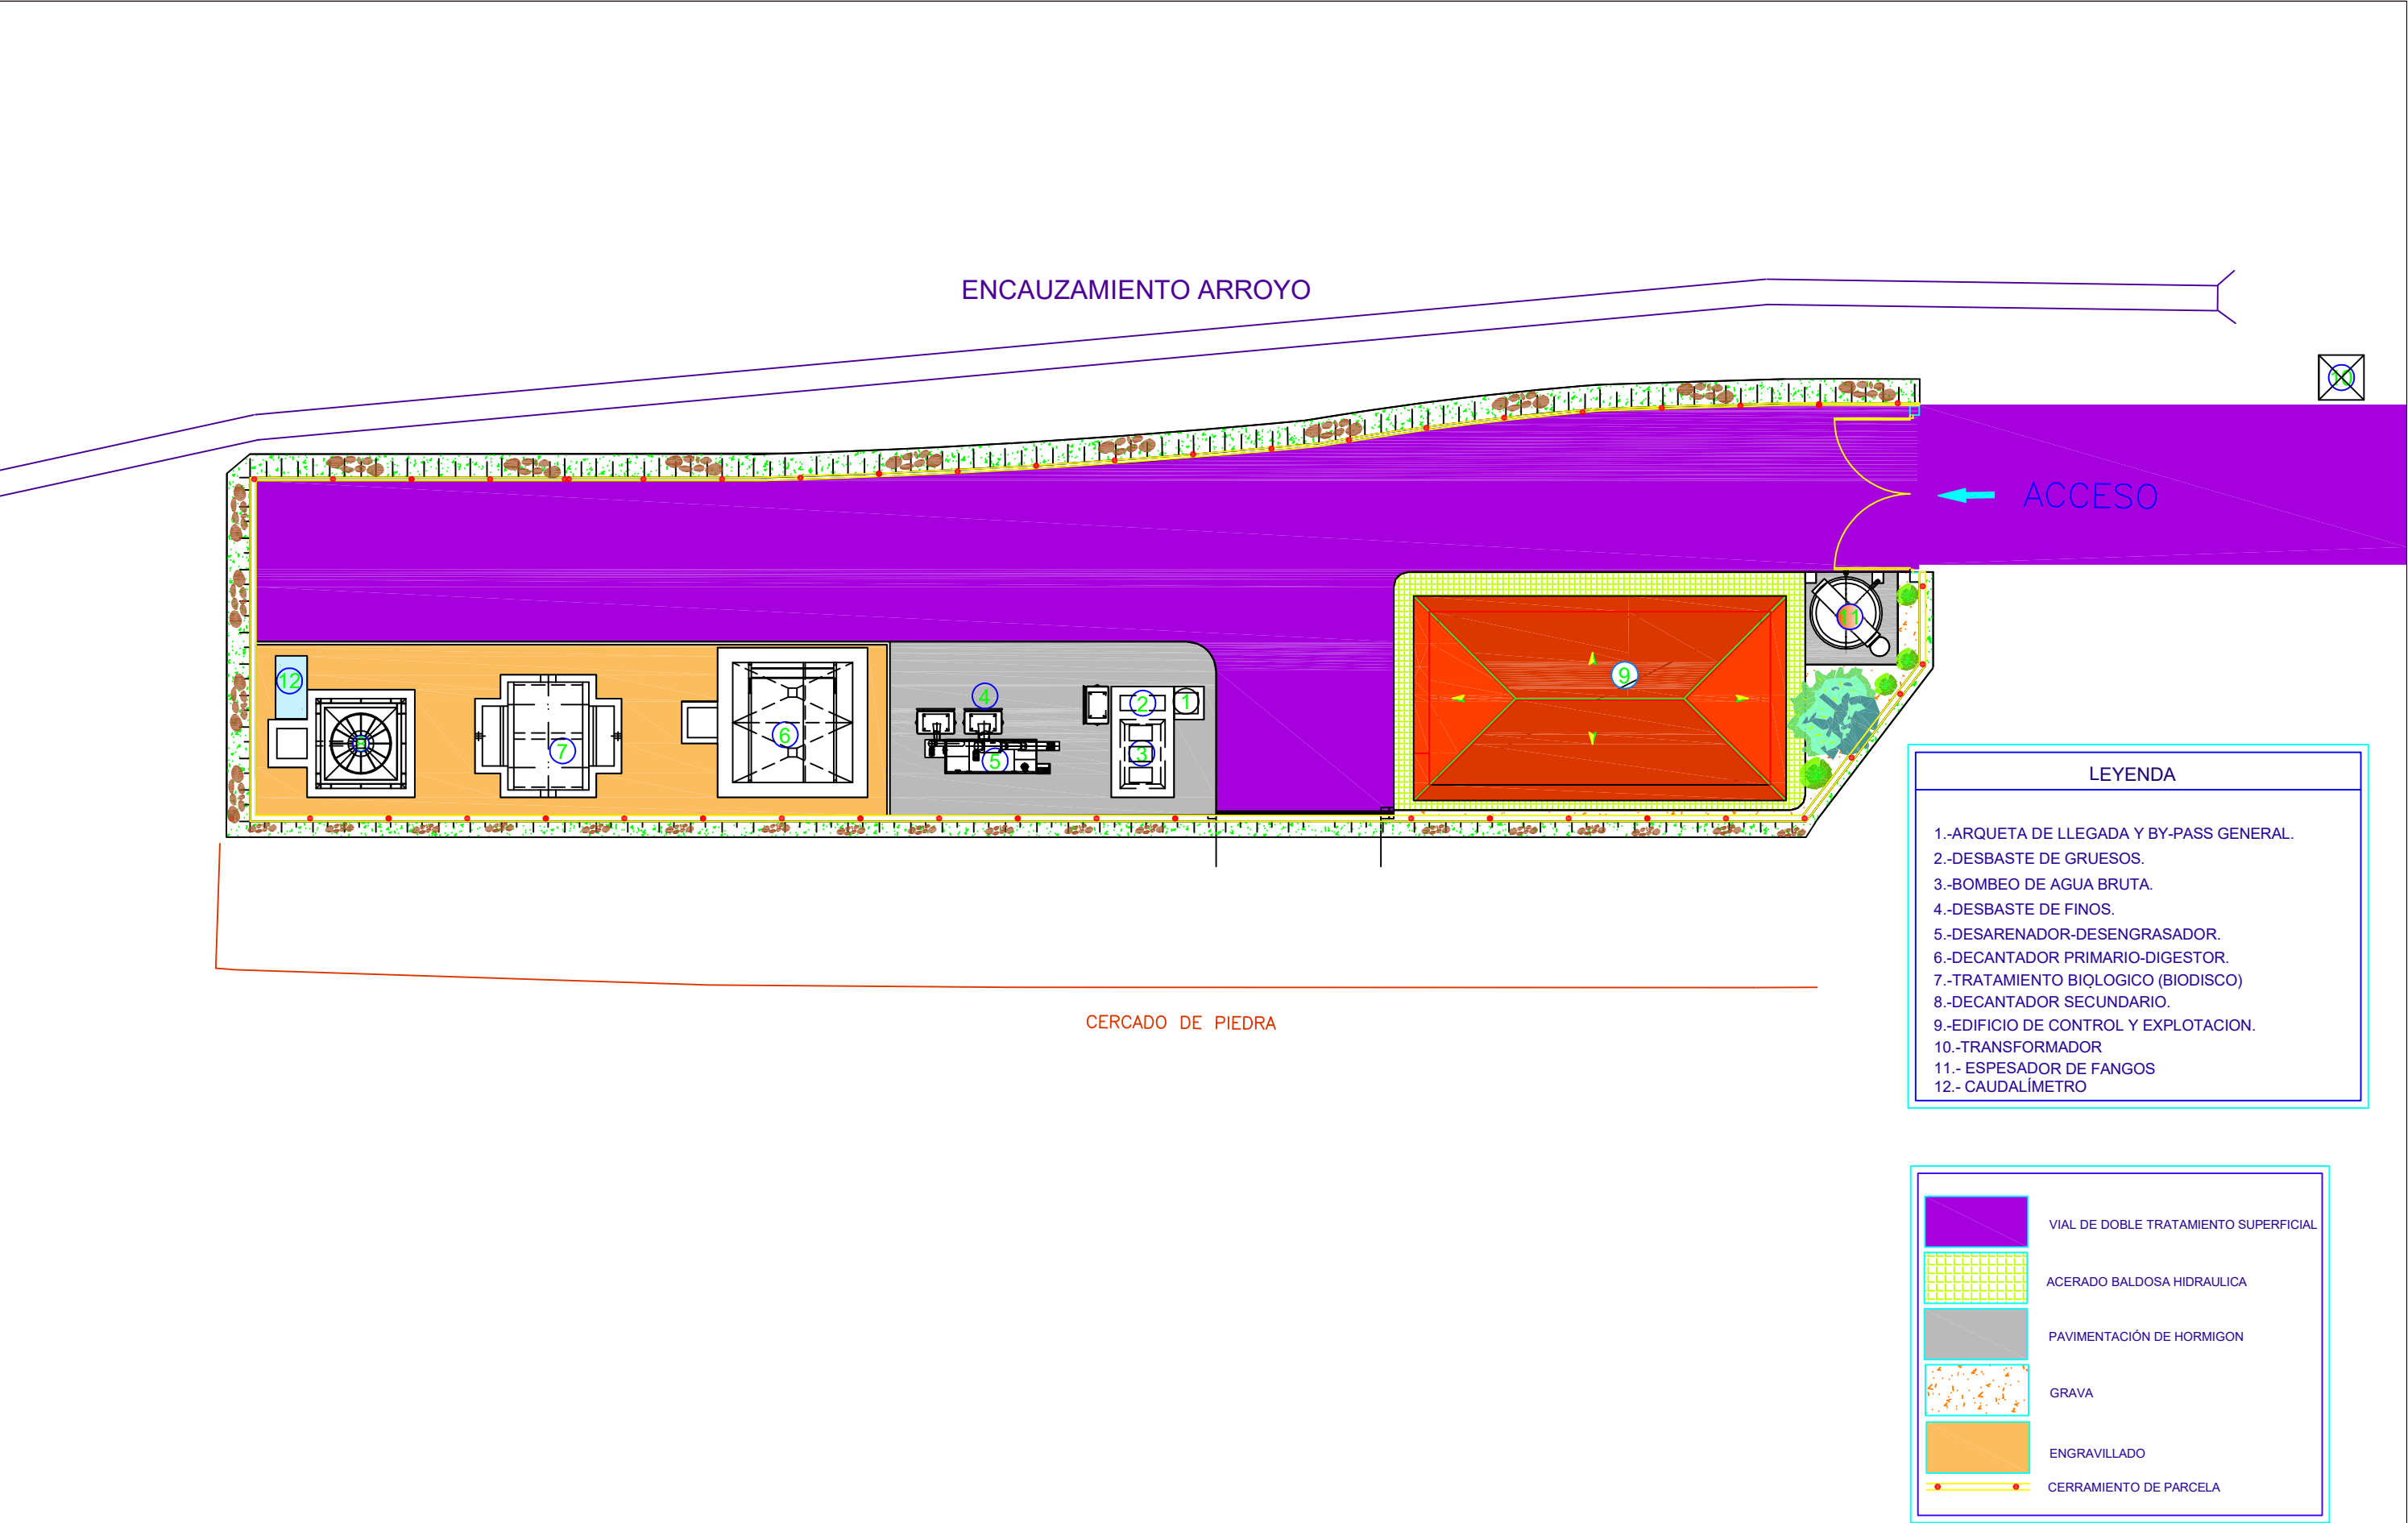 ENCAUZAMIENTO ARROYO
10
ACCESO
11
9
12
4
2
1
6
8
7
3
5
CERCADO DE PIEDRA
LEYENDA
1.-ARQUETA DE LLEGADA Y BY-PASS GENERAL.
2.-DESBASTE DE GRUESOS.
3.-BOMBEO DE AGUA BRUTA.
4.-DESBASTE DE FINOS.
5.-DESARENADOR-DESENGRASADOR.
6.-DECANTADOR PRIMARIO-DIGESTOR.
7.-TRATAMIENTO BIOLOGICO (BIODISCO)
8.-DECANTADOR SECUNDARIO.
9.-EDIFICIO DE CONTROL Y EXPLOTACION.
10.-TRANSFORMADOR
11.- ESPESADOR DE FANGOS
12.- CAUDALÍMETRO
VIAL DE DOBLE TRATAMIENTO SUPERFICIAL
ACERADO BALDOSA HIDRAULICA
PAVIMENTACIÓN DE HORMIGON
GRAVA
ENGRAVILLADO
CERRAMIENTO DE PARCELA